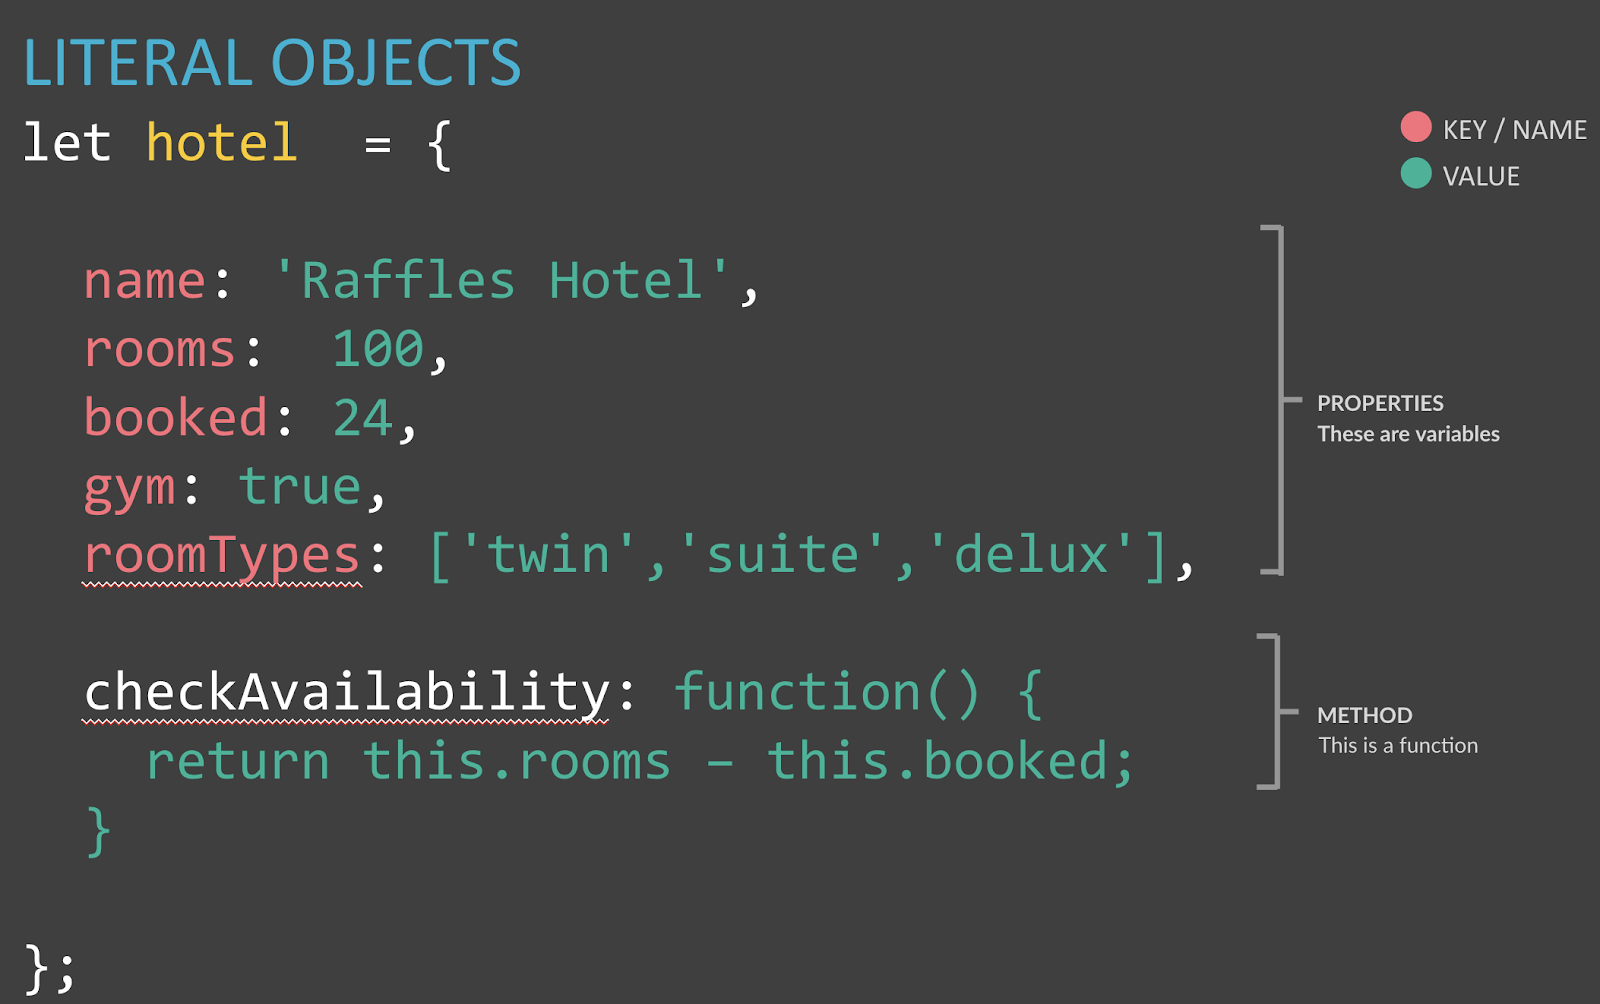 LITERAL OBJECTS
let hotel  = {
KEY / NAME
VALUE
name: 'Raffles Hotel',
rooms:  100,
booked: 24,
gym: true,
roomTypes: ['twin','suite','delux'],
PROPERTIES
These are variables
checkAvailability: function() {
return this.rooms – this.booked;
}
METHOD
This is a function
};